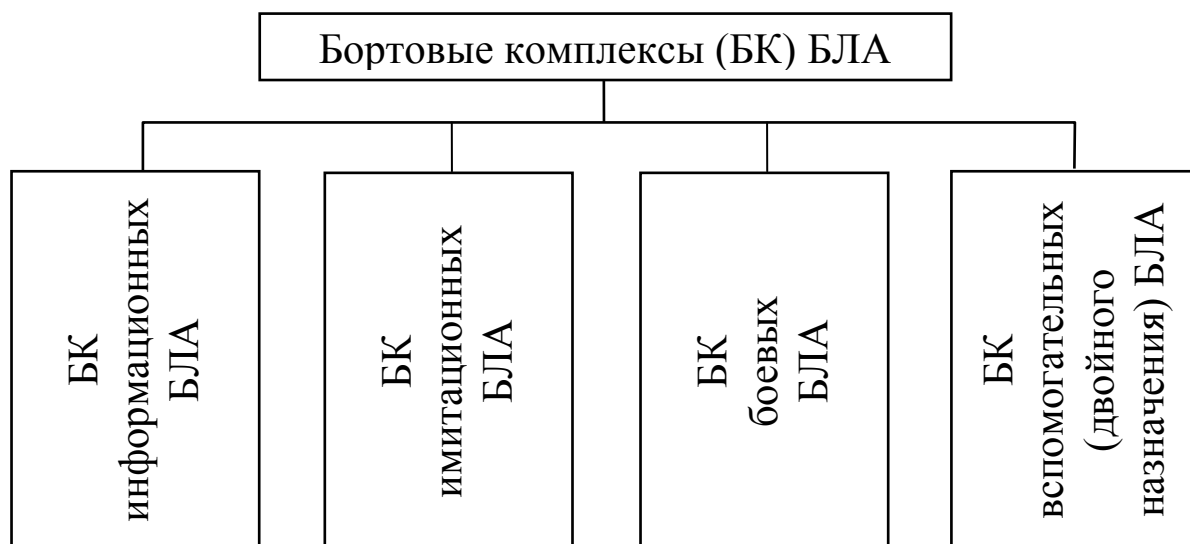 Бортовые комплексы (БК) БЛА
БК
информационных
БЛА
БК
имитационных
БЛА
БК
боевых
БЛА
БК
вспомогательных
(двойного
назначения) БЛА